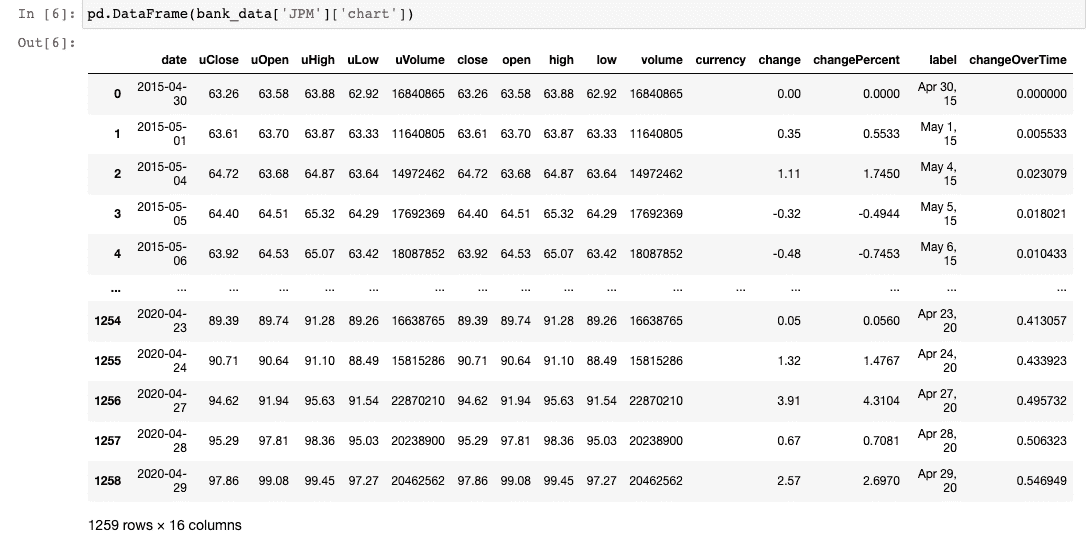 In [6]: pd.DataFrame(bank_data['JPM']['chart'])
Out[6]:
date uClose uOpen uHigh uLow uVolume close open high low volume currency change changePercent label changeOverTime
0 2015-04-30 63.26 63.58 63.88 62.92 16840865 63.26 63.58 63.88 62.92 16840865 0.00 0.0000 Apr 30, 15 0.000000
1 2015-05-01 63.61 63.70 63.87 63.33 11640805 63.61 63.70 63.87 63.33 11640805 0.35 0.5533 May 1, 15 0.005533
2 2015-05-04 64.72 63.68 64.87 63.64 14972462 64.72 63.68 64.87 63.64 14972462 1.11 1.7450 May 4, 15 0.023079
3 2015-05-05 64.40 64.51 65.32 64.29 17692369 64.40 64.51 65.32 64.29 17692369 -0.32 -0.4944 May 5, 15 0.018021
4 2015-05-06 63.92 64.53 65.07 63.42 18087852 63.92 64.53 65.07 63.42 18087852 -0.48 -0.7453 May 6, 15 0.010433
... ... ... ... ... ... ... ... ... ... ... ... ... ... ... ... ...
1254 2020-04-23 89.39 89.74 91.28 89.26 16638765 89.39 89.74 91.28 89.26 16638765 0.05 0.0560 Apr 23, 20 0.413057
1255 2020-04-24 90.71 90.64 91.10 88.49 15815286 90.71 90.64 91.10 88.49 15815286 1.32 1.4767 Apr 24, 20 0.433923
1256 2020-04-27 94.62 91.94 95.63 91.54 22870210 94.62 91.94 95.63 91.54 22870210 3.91 4.3104 Apr 27, 20 0.495732
1257 2020-04-28 95.29 97.81 98.36 95.03 20238900 95.29 97.81 98.36 95.03 20238900 0.67 0.7081 Apr 28, 20 0.506323
1258 2020-04-29 97.86 99.08 99.45 97.27 20462562 97.86 99.08 99.45 97.27 20462562 2.57 2.6970 Apr 29, 20 0.546949
1259 rows × 16 columns